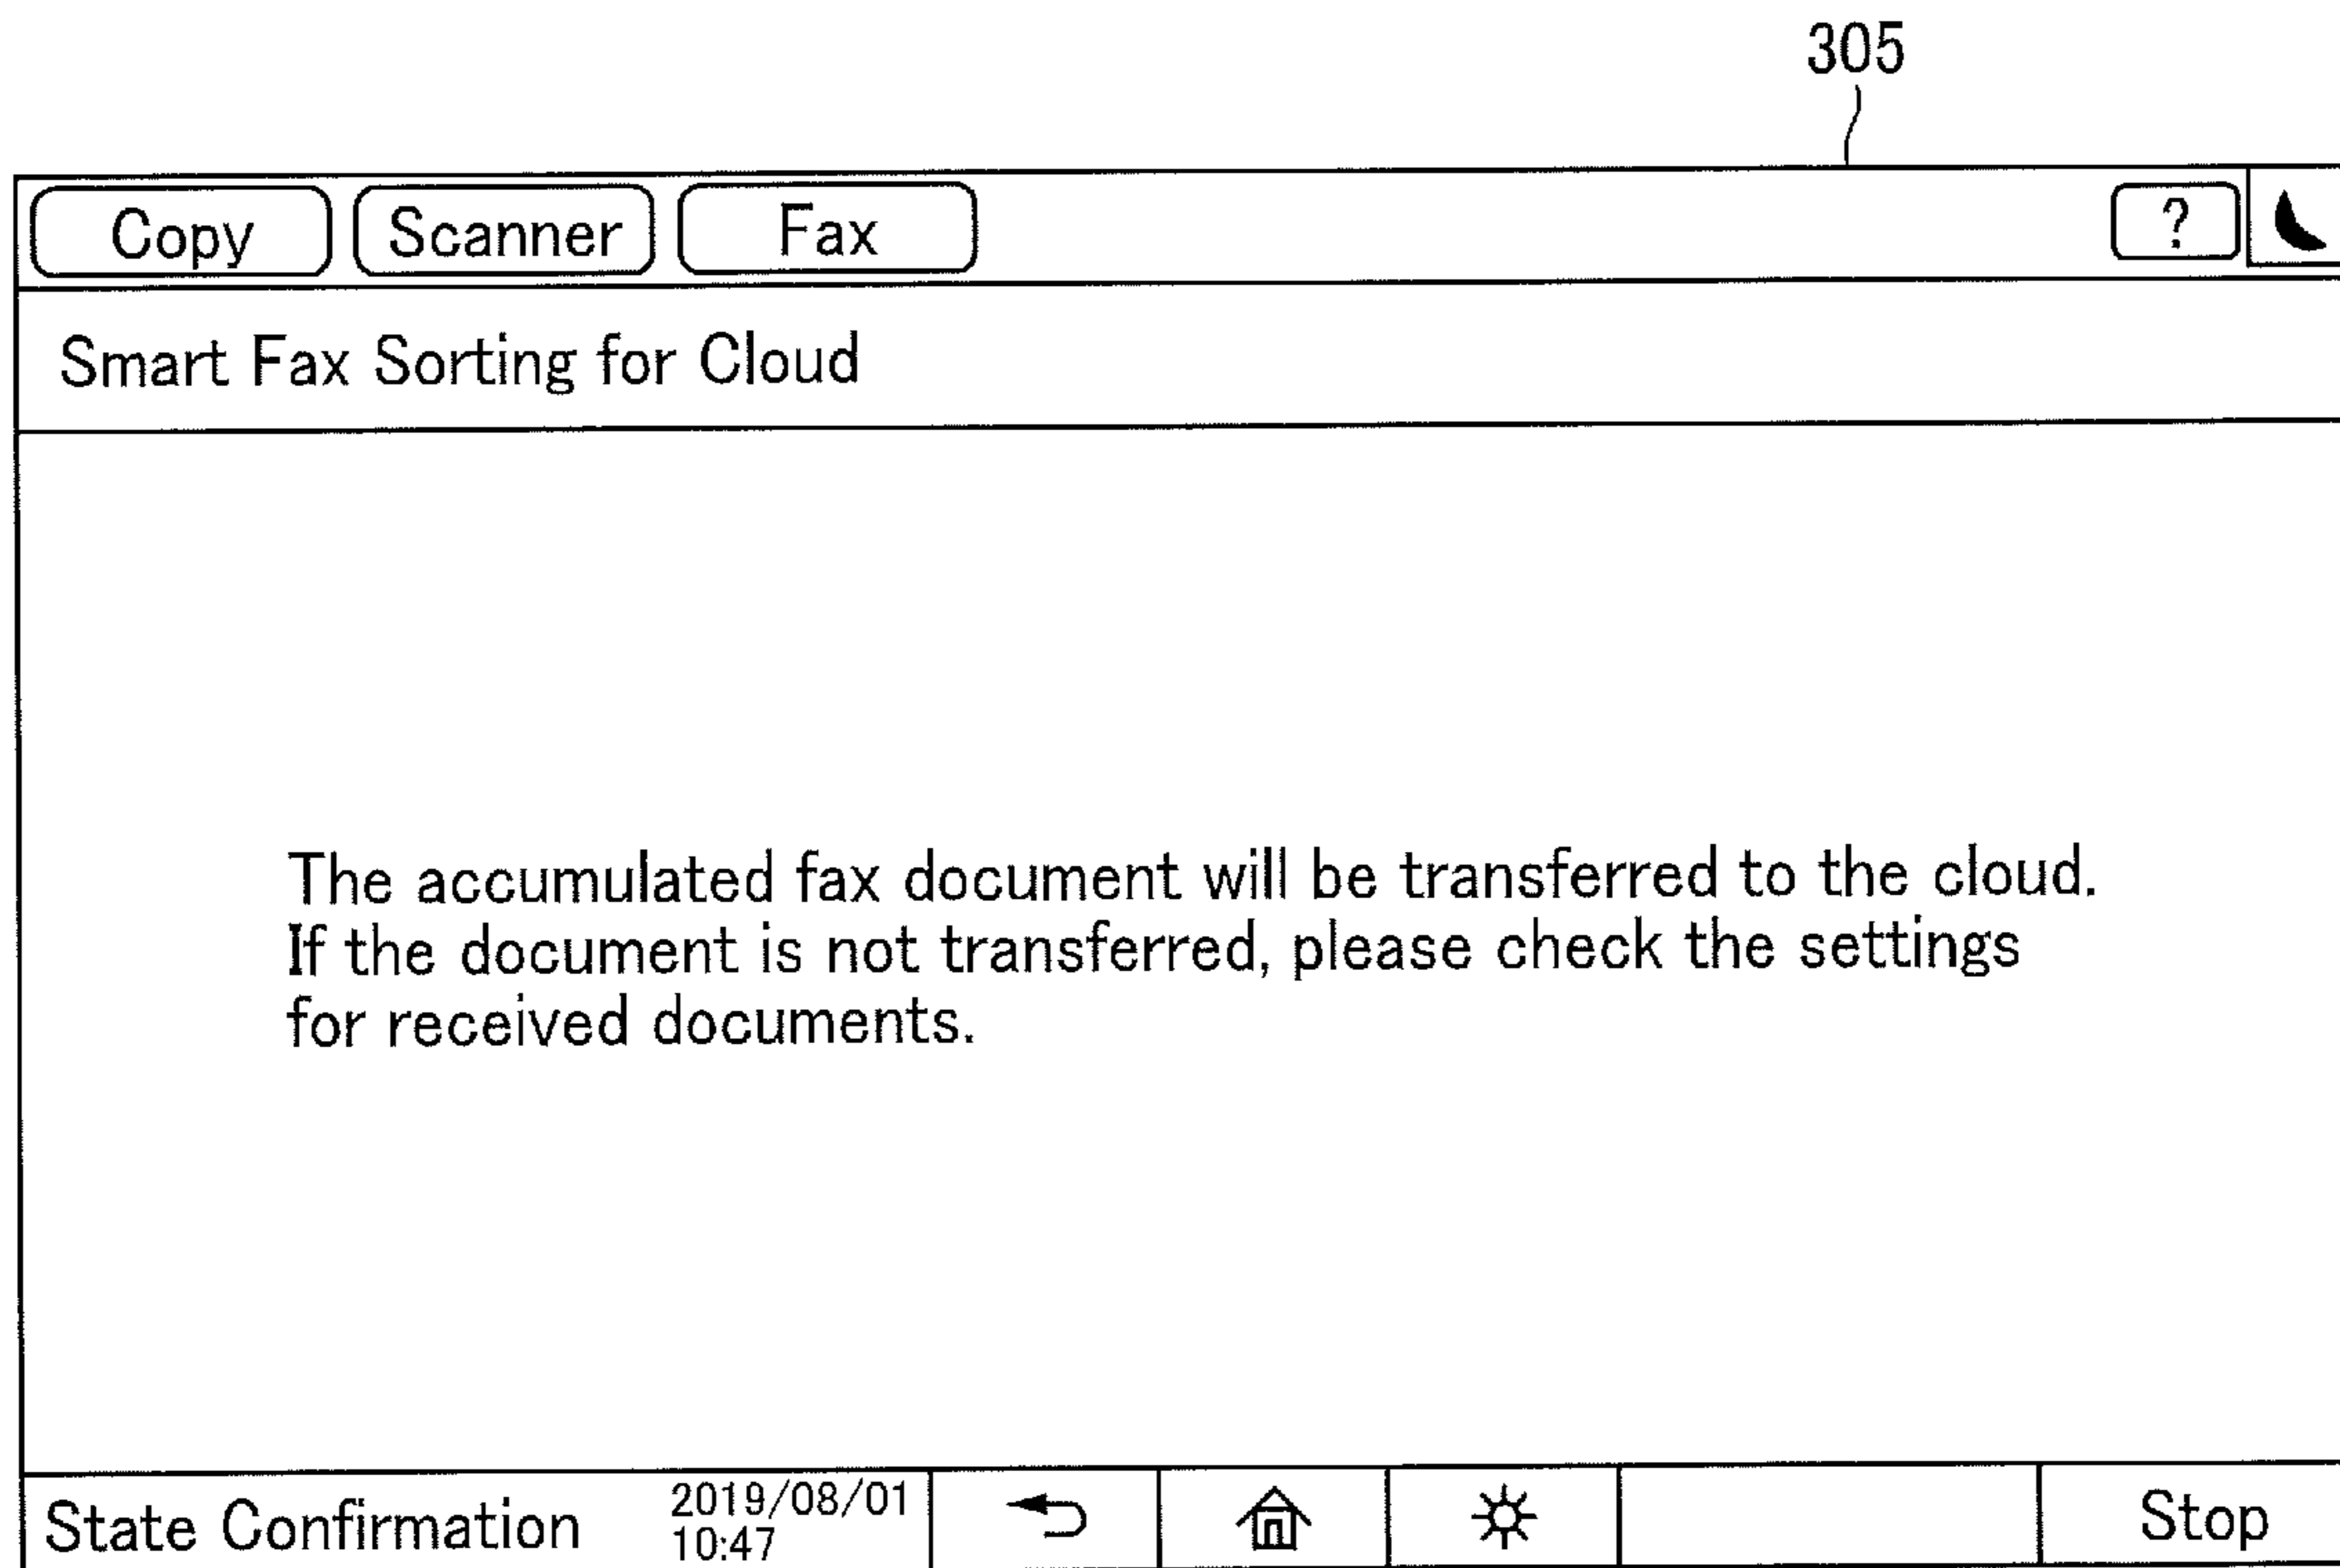 305
Copy Scanner Fax ?
Smart Fax Sorting for Cloud
The accumulated fax document will be transferred to the cloud.
If the document is not transferred, please check the settings
for received documents.
State Confirmation 2019/08/01
10:47
Stop